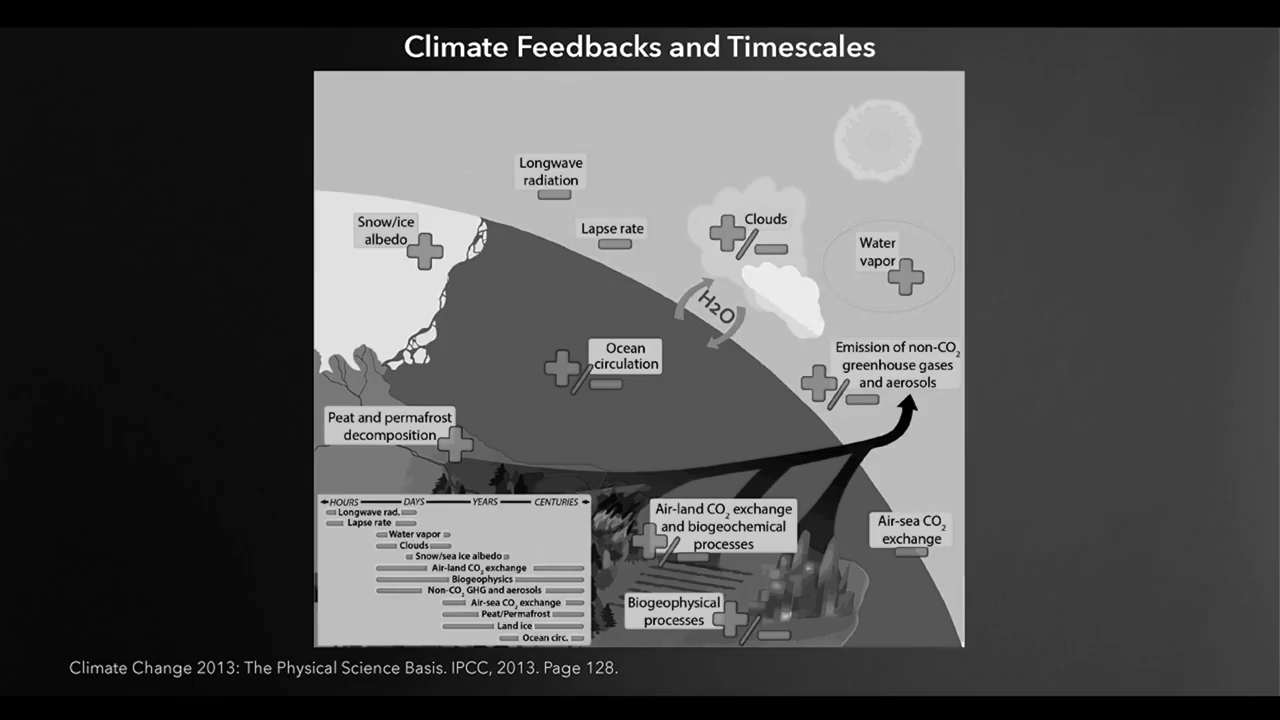 Climate Feedbacks and Timescales
Longwave
radiation
Snow/ice
albedo
Lapse rate
Clouds
Water
vapor
H2O
Ocean
circulation
Emission of non-CO₂
greenhouse gases
and aerosols
Peat and permafrost
decomposition
HOURS DAYS YEARS CENTURIES
Longwave rad.
Lapse rate
Water vapor
Clouds
Snow/sea ice albedo
Air-land CO₂ exchange
Biogeophysics
Non-CO₂ GHG and aerosols
Air-sea CO₂ exchange
Peat/Permafrost
Land ice
Ocean circ.
Air-land CO₂ exchange
and biogeochemical
processes
Air-sea CO₂
exchange
Biogeophysical
processes
Climate Change 2013: The Physical Science Basis. IPCC, 2013. Page 128.